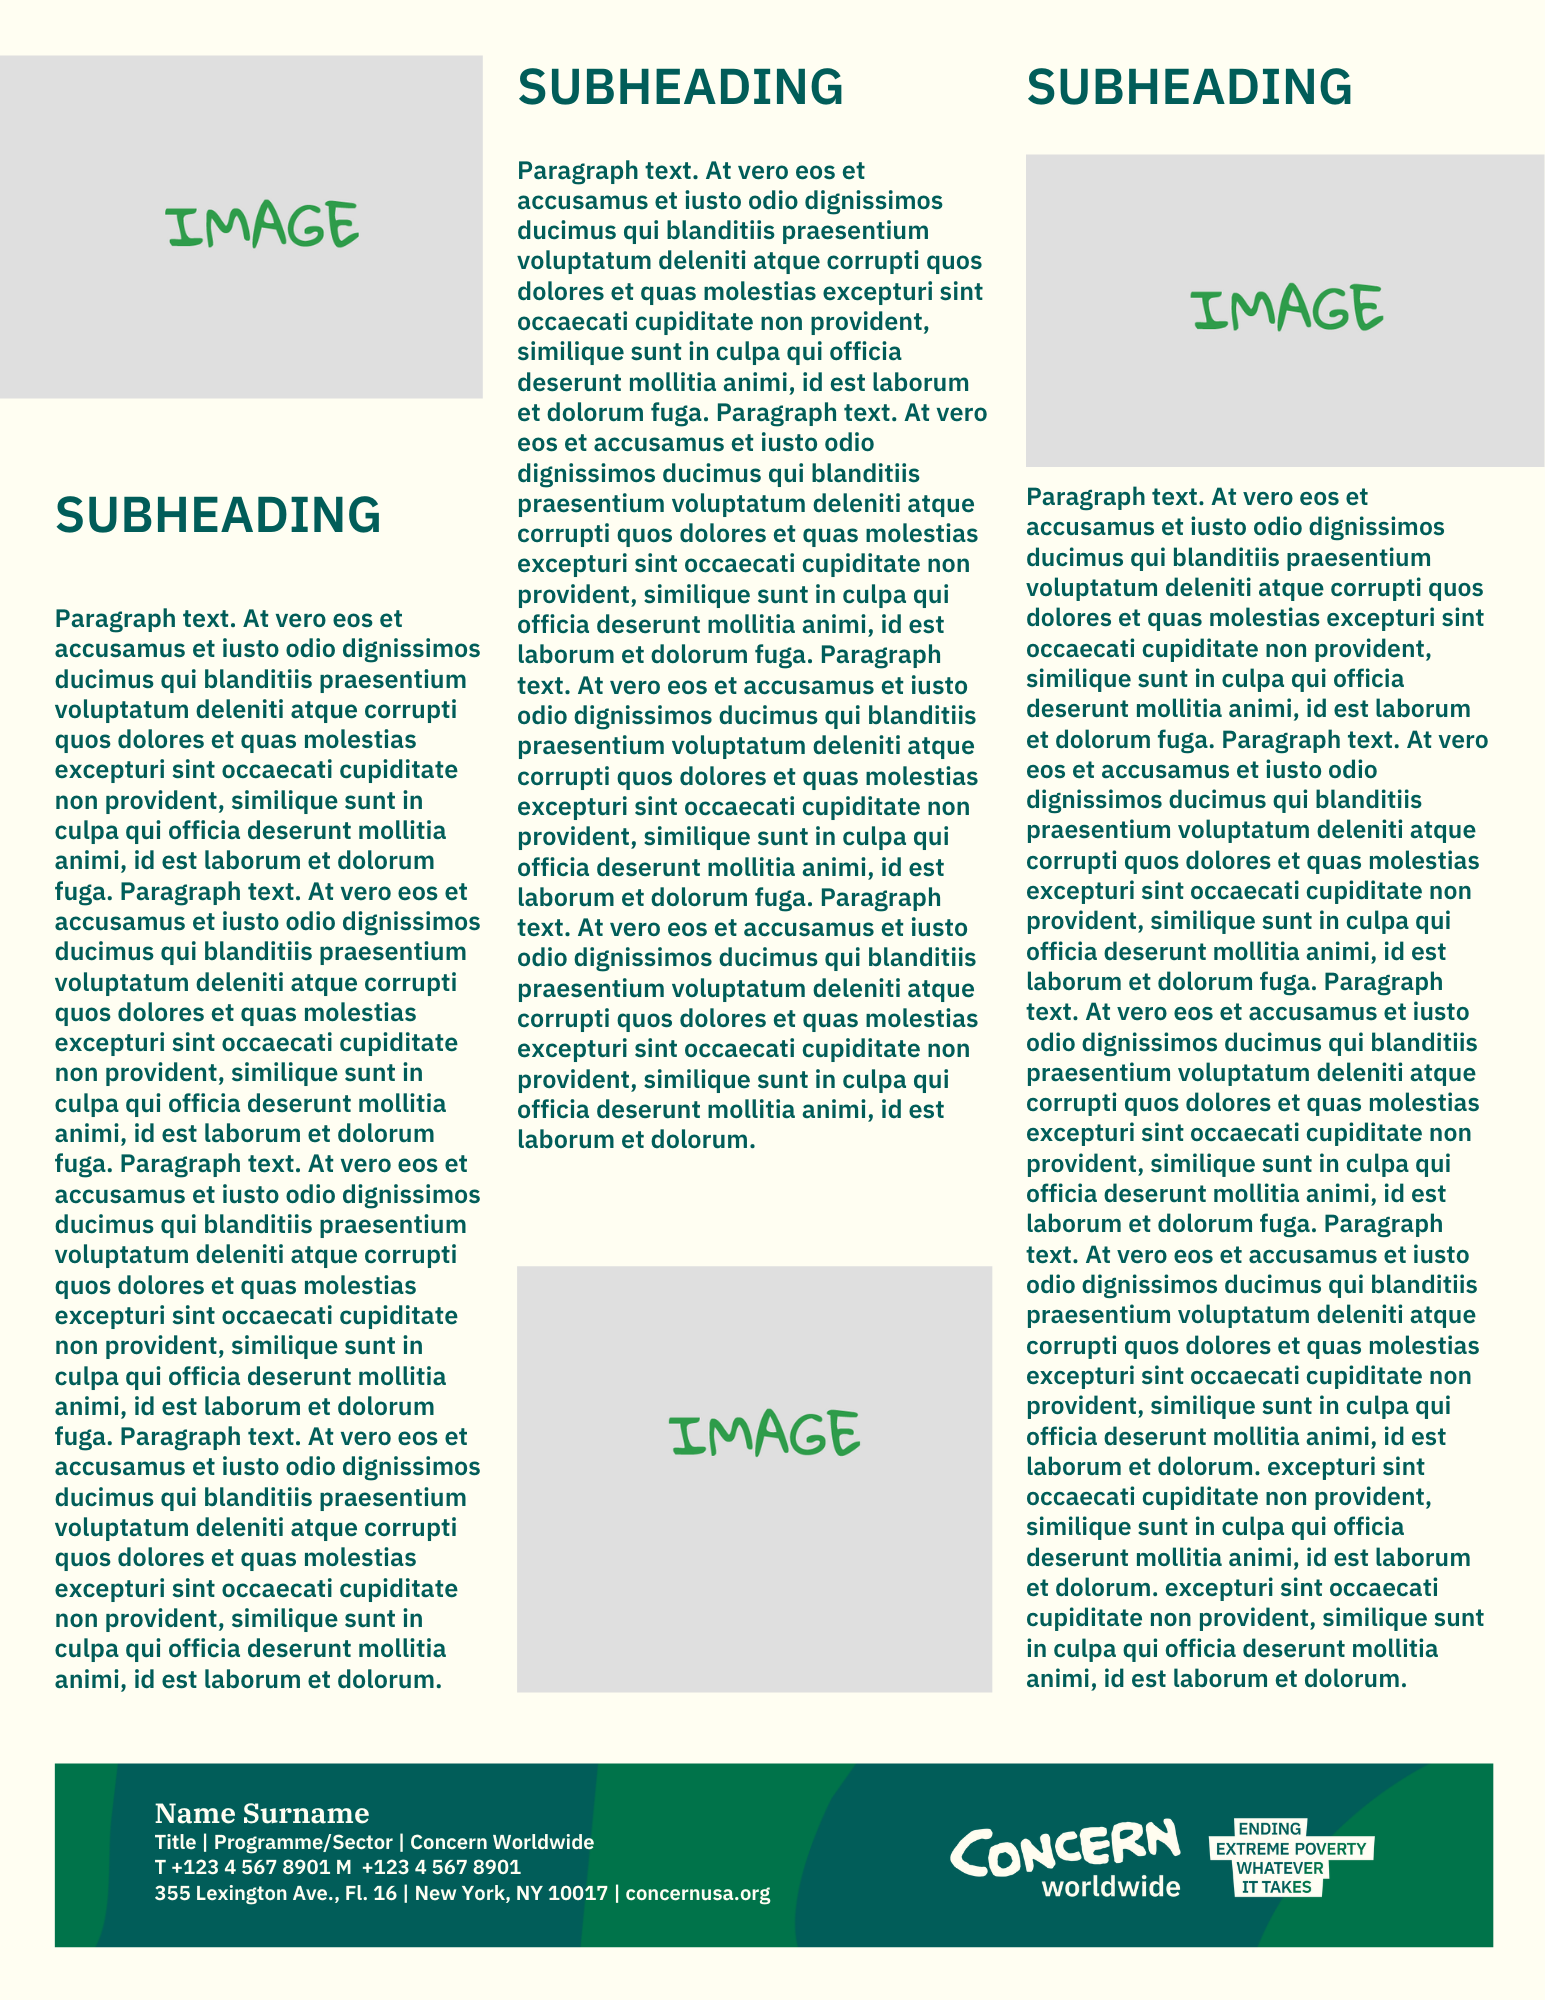 IMAGE
SUBHEADING
Paragraph text. At vero eos et
accusamus et iusto odio dignissimos
ducimus qui blanditiis praesentium
voluptatum deleniti atque corrupti
quos dolores et quas molestias
excepturi sint occaecati cupiditate
non provident, similique sunt in
culpa qui officia deserunt mollitia
animi, id est laborum et dolorum
fuga. Paragraph text. At vero eos et
accusamus et iusto odio dignissimos
ducimus qui blanditiis praesentium
voluptatum deleniti atque corrupti
quos dolores et quas molestias
excepturi sint occaecati cupiditate
non provident, similique sunt in
culpa qui officia deserunt mollitia
animi, id est laborum et dolorum
fuga. Paragraph text. At vero eos et
accusamus et iusto odio dignissimos
ducimus qui blanditiis praesentium
voluptatum deleniti atque corrupti
quos dolores et quas molestias
excepturi sint occaecati cupiditate
non provident, similique sunt in
culpa qui officia deserunt mollitia
animi, id est laborum et dolorum
fuga. Paragraph text. At vero eos et
accusamus et iusto odio dignissimos
ducimus qui blanditiis praesentium
voluptatum deleniti atque corrupti
quos dolores et quas molestias
excepturi sint occaecati cupiditate
non provident, similique sunt in
culpa qui officia deserunt mollitia
animi, id est laborum et dolorum.
SUBHEADING
Paragraph text. At vero eos et
accusamus et iusto odio dignissimos
ducimus qui blanditiis praesentium
voluptatum deleniti atque corrupti quos
dolores et quas molestias excepturi sint
occaecati cupiditate non provident,
similique sunt in culpa qui officia
deserunt mollitia animi, id est laborum
et dolorum fuga. Paragraph text. At vero
eos et accusamus et iusto odio
dignissimos ducimus qui blanditiis
praesentium voluptatum deleniti atque
corrupti quos dolores et quas molestias
excepturi sint occaecati cupiditate non
provident, similique sunt in culpa qui
officia deserunt mollitia animi, id est
laborum et dolorum fuga. Paragraph
text. At vero eos et accusamus et iusto
odio dignissimos ducimus qui blanditiis
praesentium voluptatum deleniti atque
corrupti quos dolores et quas molestias
excepturi sint occaecati cupiditate non
provident, similique sunt in culpa qui
officia deserunt mollitia animi, id est
laborum et dolorum fuga. Paragraph
text. At vero eos et accusamus et iusto
odio dignissimos ducimus qui blanditiis
praesentium voluptatum deleniti atque
corrupti quos dolores et quas molestias
excepturi sint occaecati cupiditate non
provident, similique sunt in culpa qui
officia deserunt mollitia animi, id est
laborum et dolorum.
IMAGE
SUBHEADING
IMAGE
Paragraph text. At vero eos et
accusamus et iusto odio dignissimos
ducimus qui blanditiis praesentium
voluptatum deleniti atque corrupti quos
dolores et quas molestias excepturi sint
occaecati cupiditate non provident,
similique sunt in culpa qui officia
deserunt mollitia animi, id est laborum
et dolorum fuga. Paragraph text. At vero
eos et accusamus et iusto odio
dignissimos ducimus qui blanditiis
praesentium voluptatum deleniti atque
corrupti quos dolores et quas molestias
excepturi sint occaecati cupiditate non
provident, similique sunt in culpa qui
officia deserunt mollitia animi, id est
laborum et dolorum fuga. Paragraph
text. At vero eos et accusamus et iusto
odio dignissimos ducimus qui blanditiis
praesentium voluptatum deleniti atque
corrupti quos dolores et quas molestias
excepturi sint occaecati cupiditate non
provident, similique sunt in culpa qui
officia deserunt mollitia animi, id est
laborum et dolorum fuga. Paragraph
text. At vero eos et accusamus et iusto
odio dignissimos ducimus qui blanditiis
praesentium voluptatum deleniti atque
corrupti quos dolores et quas molestias
excepturi sint occaecati cupiditate non
provident, similique sunt in culpa qui
officia deserunt mollitia animi, id est
laborum et dolorum. excepturi sint
occaecati cupiditate non provident,
similique sunt in culpa qui officia
deserunt mollitia animi, id est laborum
et dolorum. excepturi sint occaecati
cupiditate non provident, similique sunt
in culpa qui officia deserunt mollitia
animi, id est laborum et dolorum.
Name Surname
Title | Programme/Sector | Concern Worldwide
T +123 4 567 8901 M  +123 4 567 8901
355 Lexington Ave., Fl. 16 | New York, NY 10017 | concernusa.org
CONCERN
worldwide
ENDING
EXTREME POVERTY
WHATEVER
IT TAKES